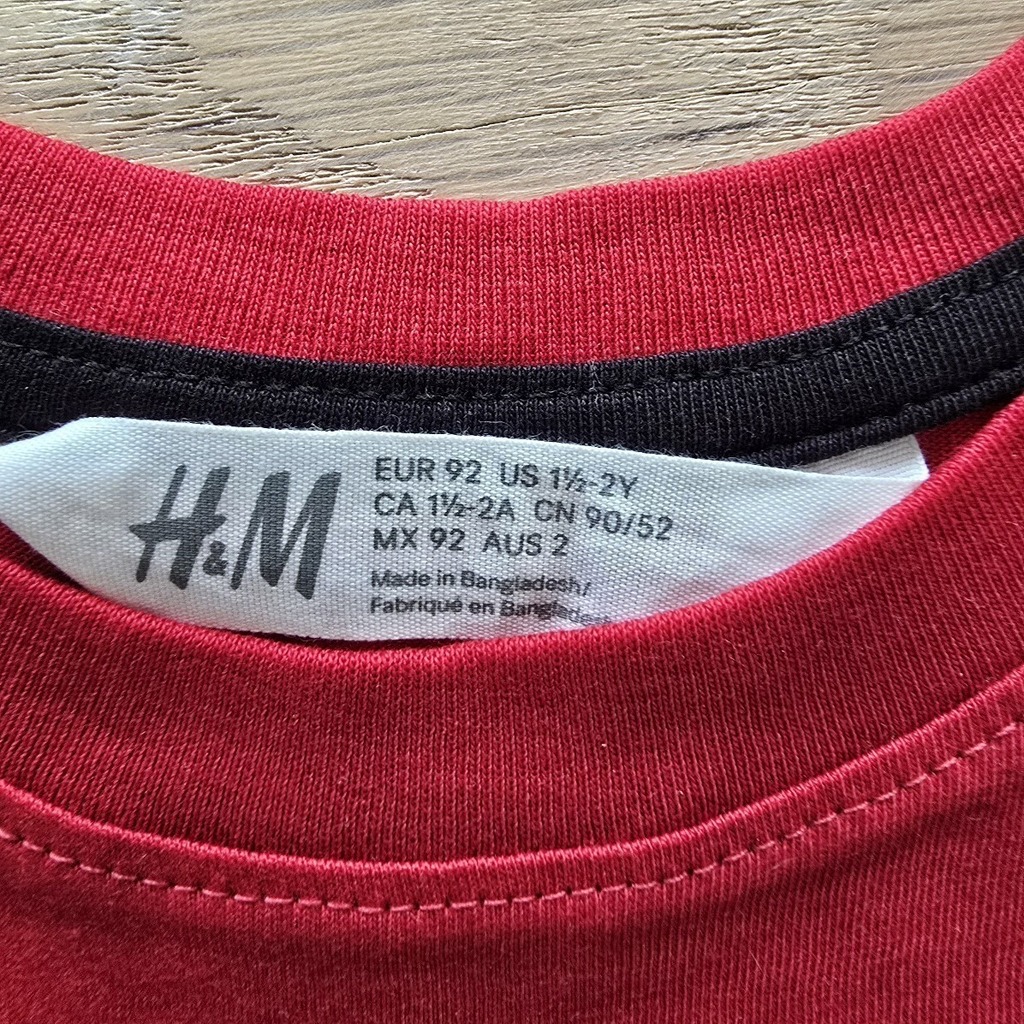 H&M
EUR 92 US 1½-2Y
CA 1½-2A CN 90/52
MX 92 AUS 2
Made in Bangladesh/
Fabriqué en Bangladesh